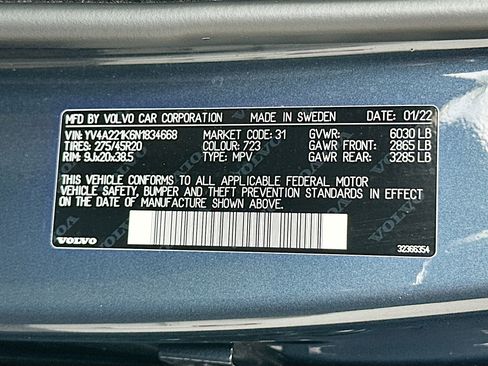 MFD BY VOLVO CAR CORPORATION MADE IN SWEDEN DATE: 01/22
VIN: YV4A221K6N1834668 MARKET: 31 GVWR: 6030 LB
TIRES: 275/45R20 COLOUR: 723 GAWR FRONT: 2865 LB
RIM: 9Jx20x38.5 TYPE: MPV GAWR REAR: 3285 LB
THIS VEHICLE CONFORMS TO ALL APPLICABLE FEDERAL MOTOR
VEHICLE SAFETY, BUMPER AND THEFT PREVENTION STANDARDS IN EFFECT
ON THE DATE OF MANUFACTURE SHOWN ABOVE.
VOLVO 32366354